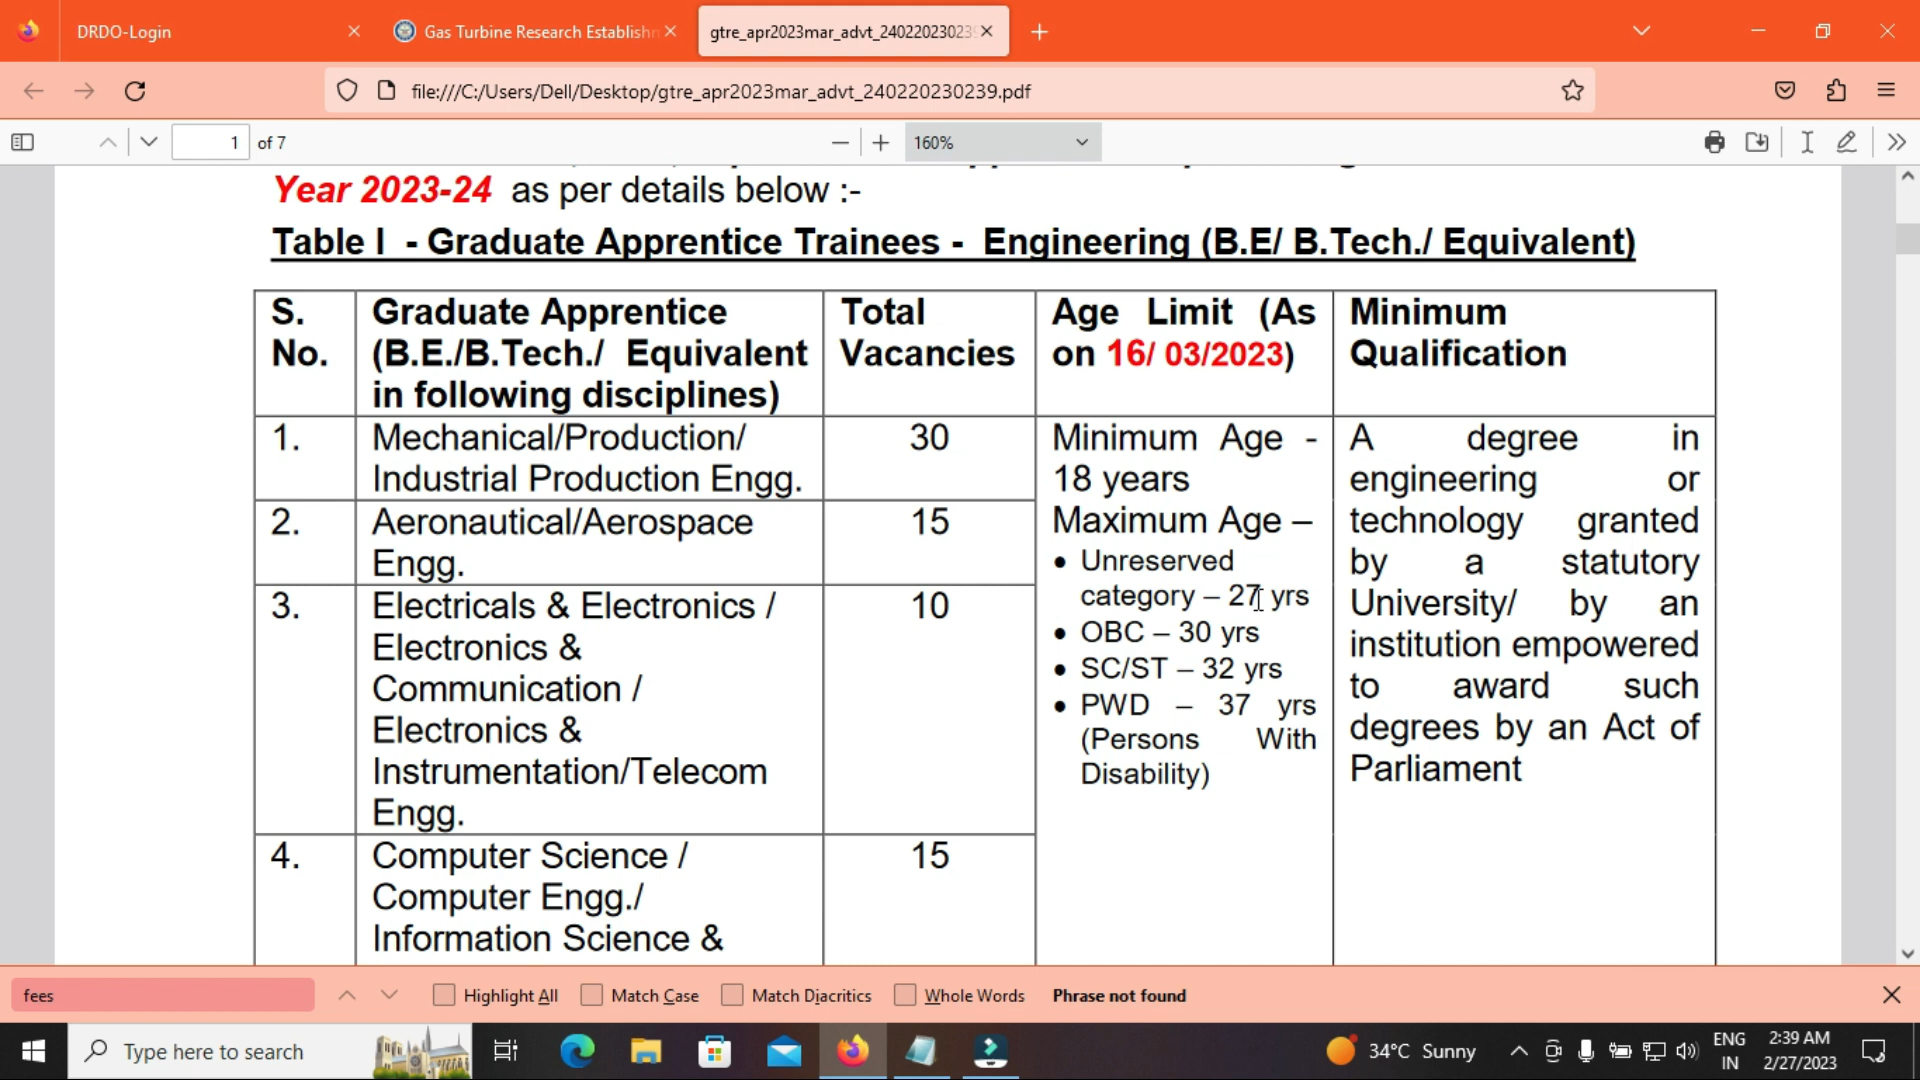 DRDO-Login
Gas Turbine Research Establishm
gtre_apr2023mar_advt_24022023023
file:///C:/Users/Dell/Desktop/gtre_apr2023mar_advt_240220230239.pdf
1 of 7
160%
Year 2023-24 as per details below :-
Table I - Graduate Apprentice Trainees - Engineering (B.E/ B.Tech./ Equivalent)
S.
No.
Graduate Apprentice
(B.E./B.Tech./ Equivalent
in following disciplines)
Total
Vacancies
Age Limit (As
on 16/ 03/2023)
Minimum
Qualification
1.
Mechanical/Production/
Industrial Production Engg.
30
2.
Aeronautical/Aerospace
Engg.
15
3.
Electricals & Electronics /
Electronics &
Communication /
Electronics &
Instrumentation/Telecom
Engg.
10
4.
Computer Science /
Computer Engg./
Information Science &
15
Minimum Age -
18 years
Maximum Age –
• Unreserved
category – 27 yrs
• OBC – 30 yrs
• SC/ST – 32 yrs
• PWD – 37 yrs
(Persons With
Disability)
A degree in
engineering or
technology granted
by a statutory
University/ by an
institution empowered
to award such
degrees by an Act of
Parliament
fees
Highlight All
Match Case
Match Diacritics
Whole Words
Phrase not found
Type here to search
34°C Sunny
ENG
IN
2:39 AM
2/27/2023